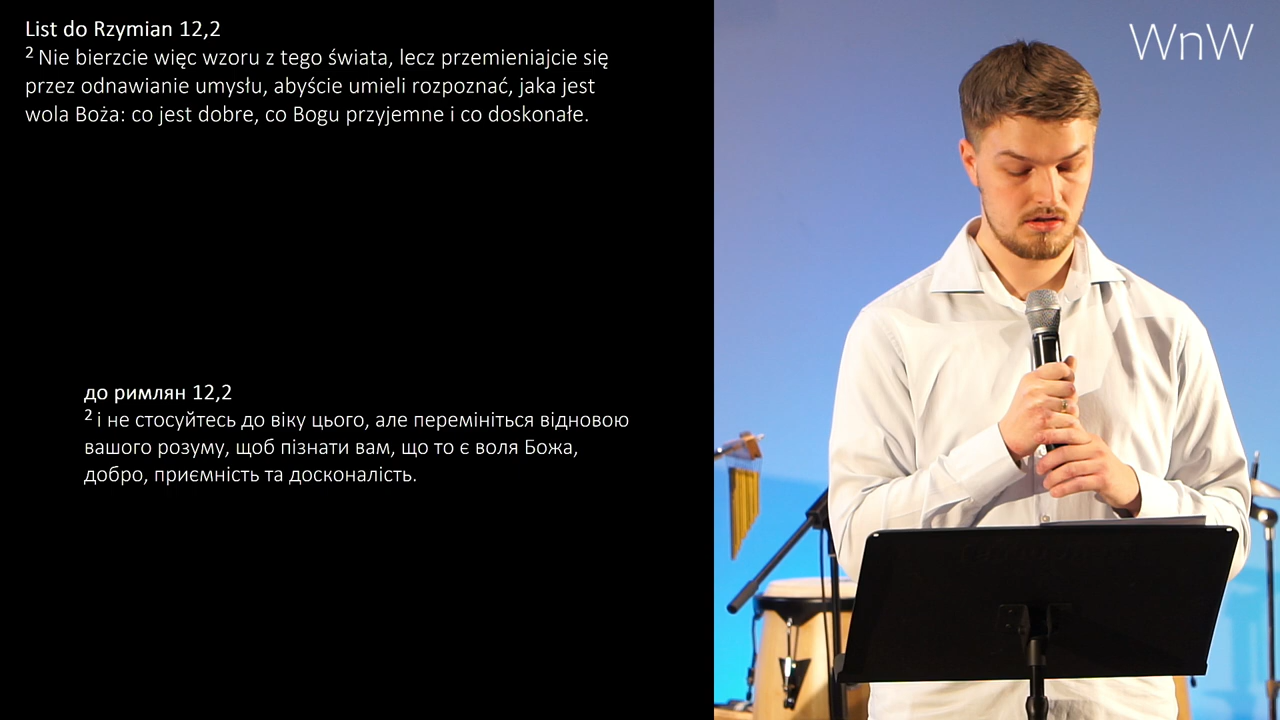 List do Rzymian 12,2
2 Nie bierzcie więc wzoru z tego świata, lecz przemieniajcie się
przez odnawianie umysłu, abyście umieli rozpoznać, jaka jest
wola Boża: co jest dobre, co Bogu przyjemne i co doskonałe.
до римлян 12,2
2 і не стосуйтесь до віку цього, але перемініться відновою
вашого розуму, щоб пізнати вам, що то є воля Божа,
добро, приємність та досконалість.
WnW